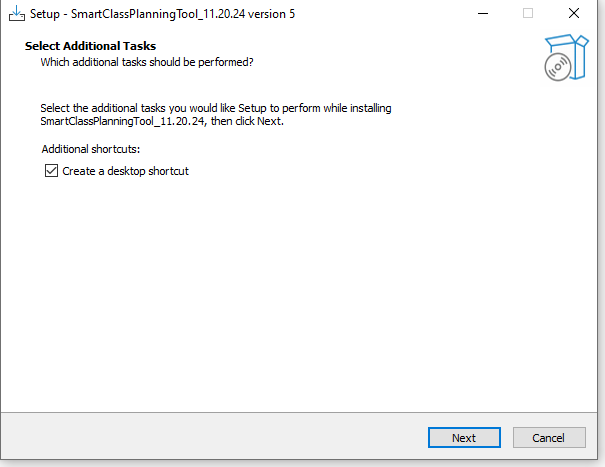 Setup - SmartClassPlanningTool_11.20.24 version 5
Select Additional Tasks
Which additional tasks should be performed?
Select the additional tasks you would like Setup to perform while installing
SmartClassPlanningTool_11.20.24, then click Next.
Additional shortcuts:
Create a desktop shortcut
Next
Cancel